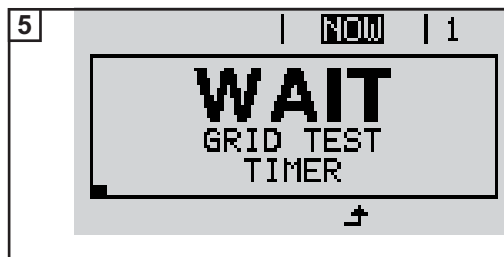 5
| NOW | 1
WAIT
GRID TEST
TIMER